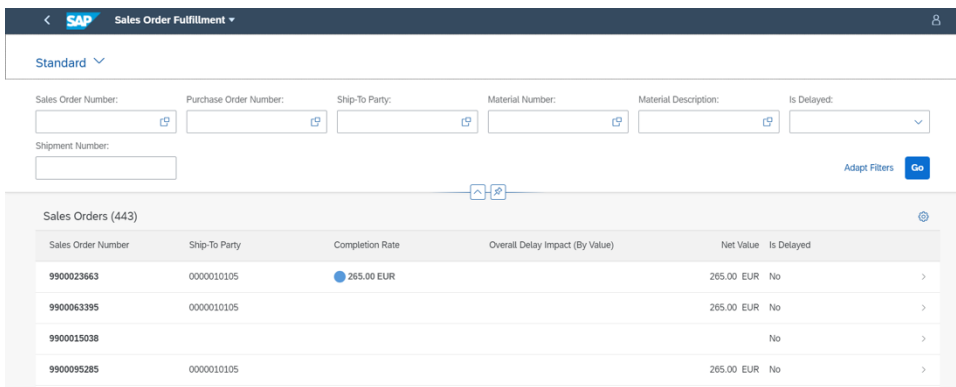 SAP Sales Order Fulfillment
Standard
Sales Order Number: Purchase Order Number: Ship-To Party: Material Number: Material Description: Is Delayed:
Shipment Number:
Adapt Filters Go
Sales Orders (443)
Sales Order Number Ship-To Party Completion Rate Overall Delay Impact (By Value) Net Value Is Delayed
9900023663 0000010105 265.00 EUR 265.00 EUR No
9900063395 0000010105 265.00 EUR No
9900015038 No
9900095285 0000010105 265.00 EUR No